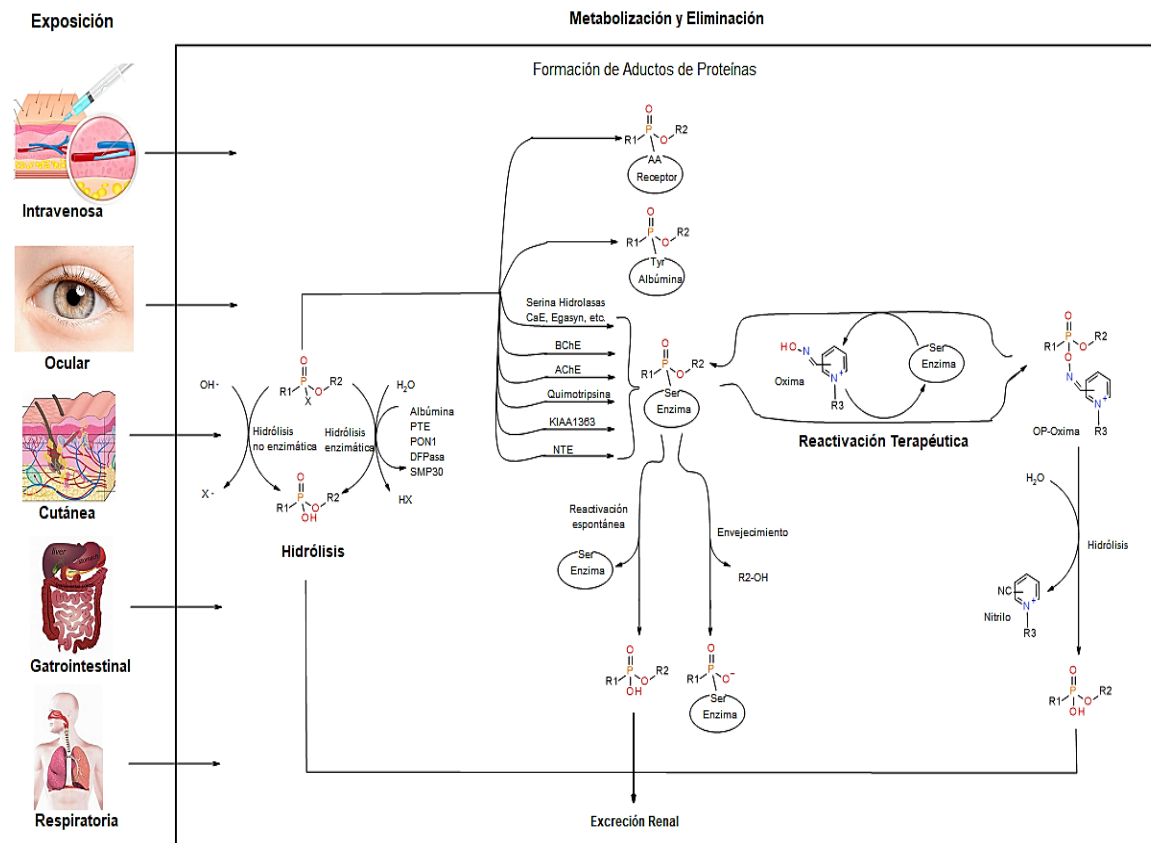 Exposición
Metabolización y Eliminación
Formación de Aductos de Proteínas
Intravenosa
Ocular
Cutánea
liver
stomach
Gatrointestinal
Respiratoria
O
R1 P O R2
AA
Receptor
O
R1 P O R2
Tyr
Albúmina
Serina Hidrolasas
CaE, Egasyn, etc.
BChE
AChE
Quimotripsina
KIAA1363
NTE
O
R1 P O R2
X
OH-
X-
Hidrólisis
no enzimática
Hidrólisis
enzimática
H2O
Albúmina
PTE
PON1
DFPasa
SMP30
HX
O
R1 P O R2
OH
Hidrólisis
O
R1 P O R2
Ser
Enzima
HO N
N+
R3
Oxima
Ser
Enzima
Reactivación Terapéutica
O
R1 P O R2
O
N
N+
R3
OP-Oxima
Reactivación
espontánea
Ser
Enzima
Envejecimiento
R2-OH
H2O
Hidrólisis
NC
N+
R3
Nitrilo
O
R1 P O R2
OH
O
R1 P O−
Ser
Enzima
O
R1 P O R2
OH
Excreción Renal